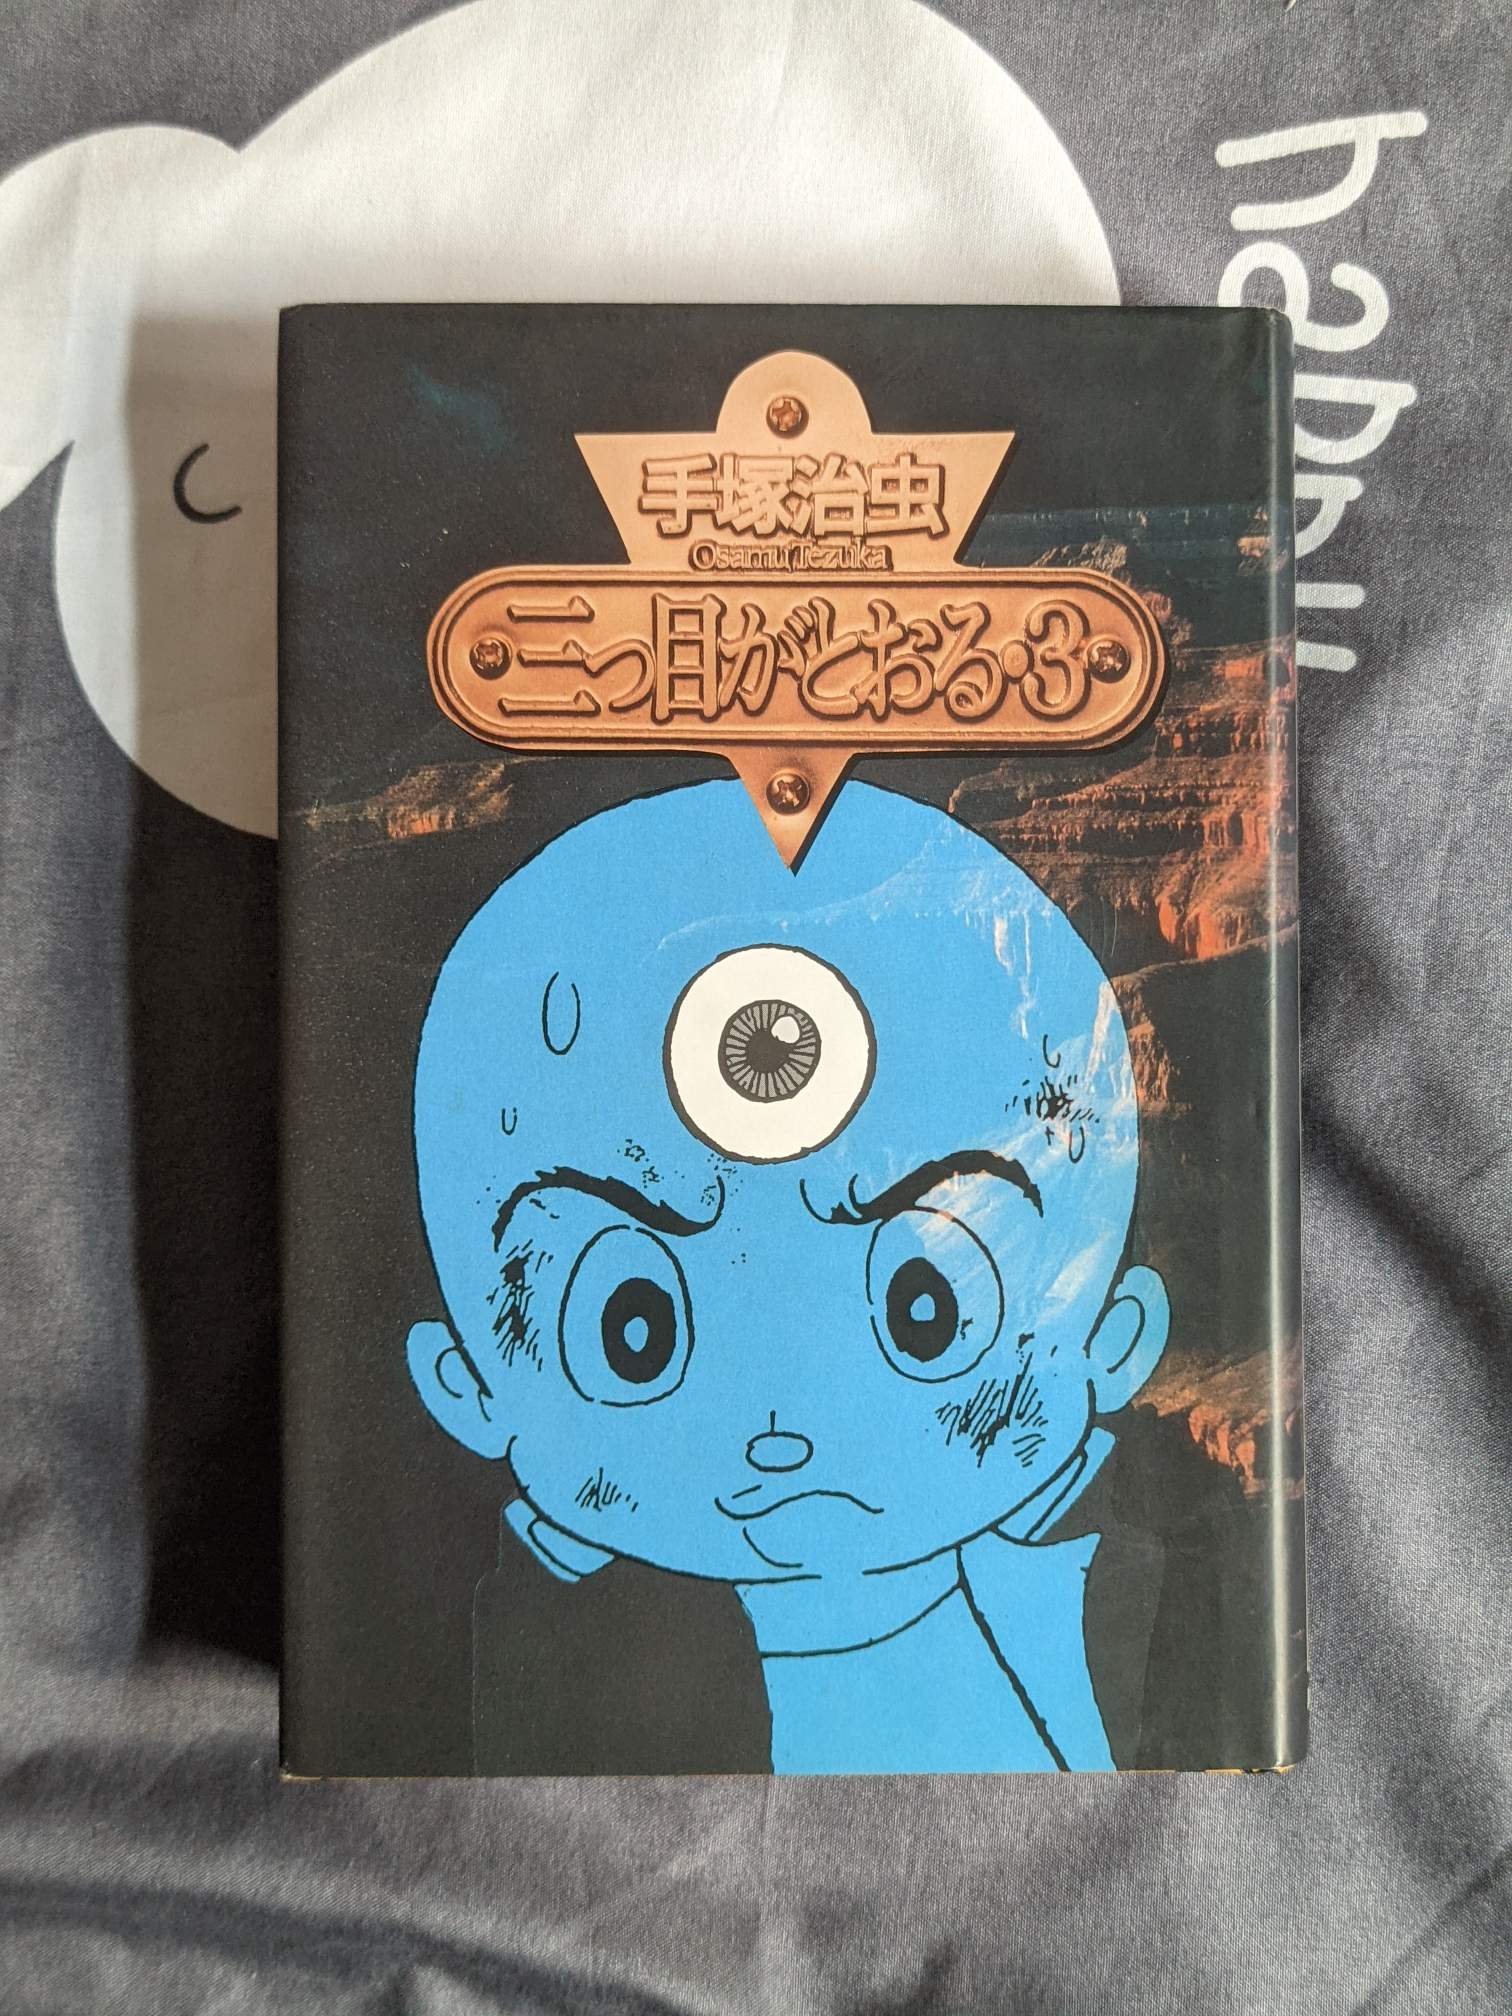 手塚治虫
Osamu Tezuka
三つ目がとおる・3
happy